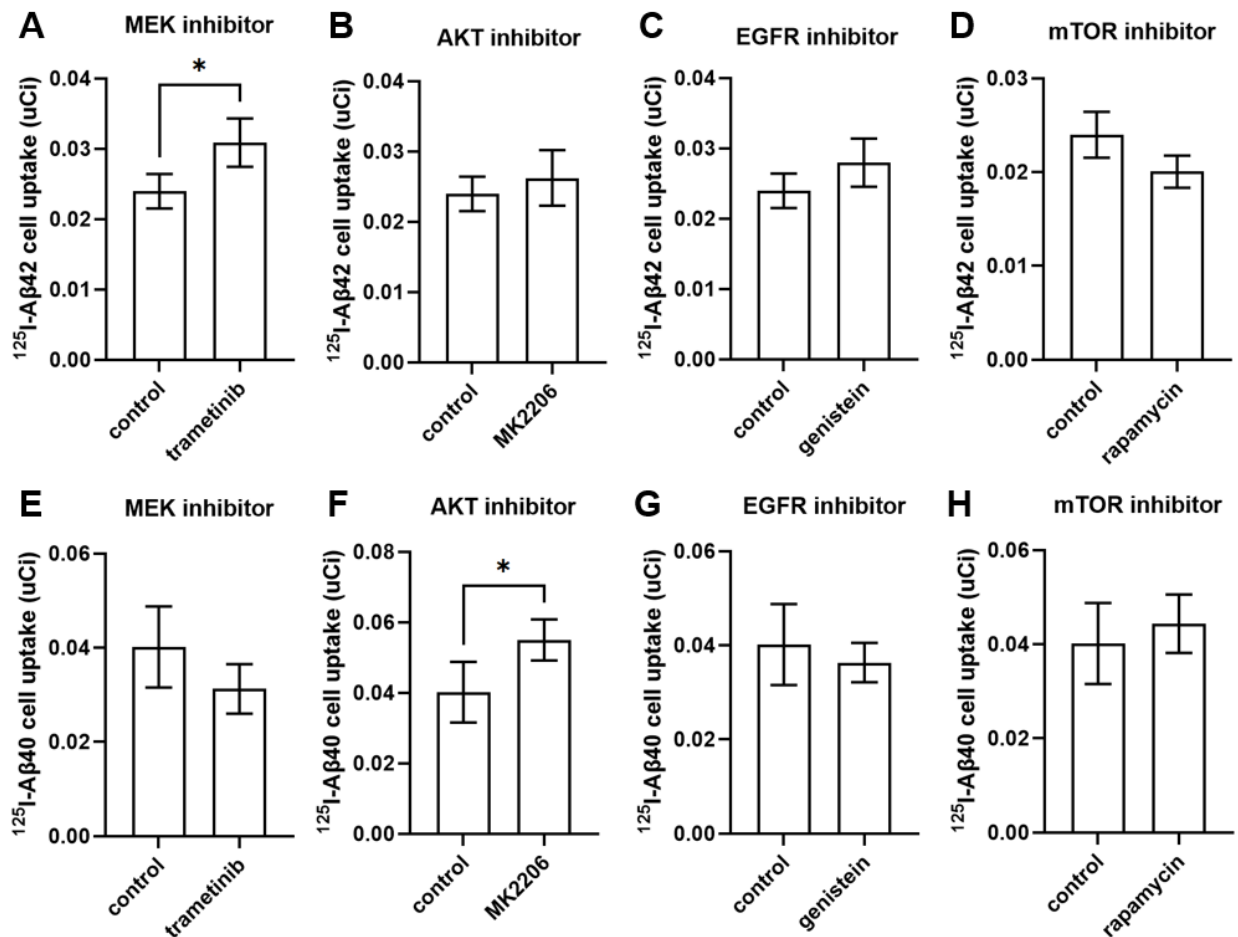 A MEK inhibitor
*
¹²⁵I-Aβ42 cell uptake (uCi)
0.04
0.03
0.02
0.01
0.00
control
trametinib
B AKT inhibitor
¹²⁵I-Aβ42 cell uptake (uCi)
0.04
0.03
0.02
0.01
0.00
control
MK2206
C EGFR inhibitor
¹²⁵I-Aβ42 cell uptake (uCi)
0.04
0.03
0.02
0.01
0.00
control
genistein
D mTOR inhibitor
¹²⁵I-Aβ42 cell uptake (uCi)
0.03
0.02
0.01
0.00
control
rapamycin
E MEK inhibitor
¹²⁵I-Aβ40 cell uptake (uCi)
0.06
0.04
0.02
0.00
control
trametinib
F AKT inhibitor
*
¹²⁵I-Aβ40 cell uptake (uCi)
0.08
0.06
0.04
0.02
0.00
control
MK2206
G EGFR inhibitor
¹²⁵I-Aβ40 cell uptake (uCi)
0.06
0.04
0.02
0.00
control
genistein
H mTOR inhibitor
¹²⁵I-Aβ40 cell uptake (uCi)
0.06
0.04
0.02
0.00
control
rapamycin